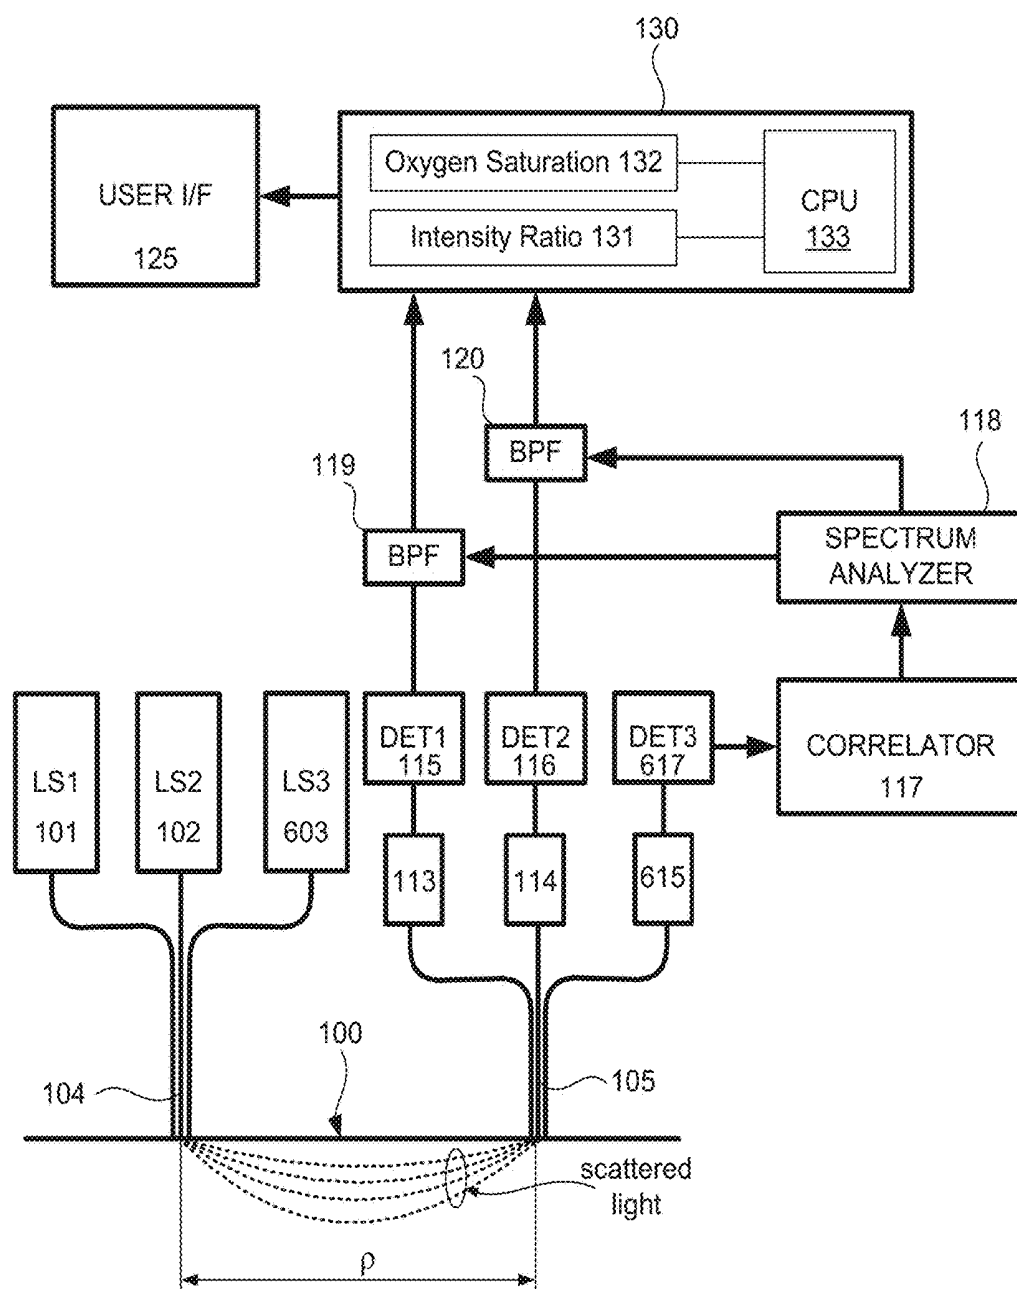 130
USER I/F
125
Oxygen Saturation 132
Intensity Ratio 131
CPU
133
120
BPF
118
119
BPF
SPECTRUM
ANALYZER
LS1
101
LS2
102
LS3
603
DET1
115
DET2
116
DET3
617
CORRELATOR
117
113
114
615
100
104
105
scattered
light
ρ